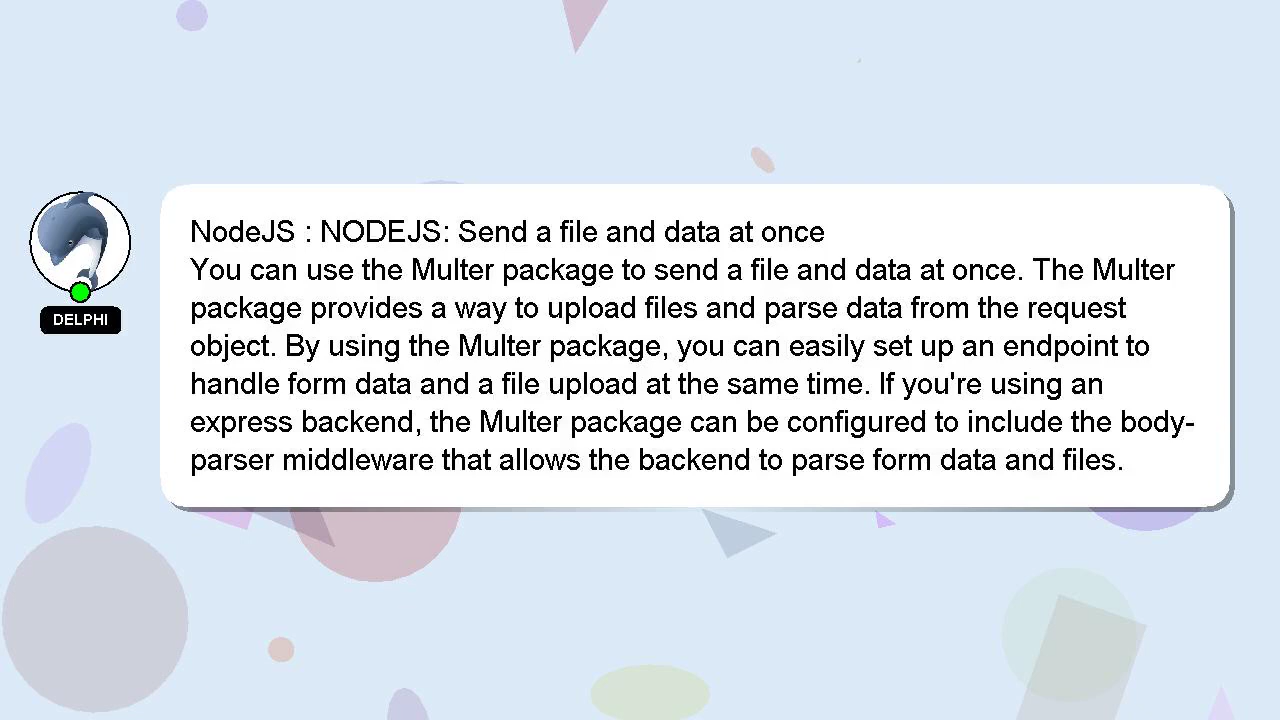 NodeJS : NODEJS: Send a file and data at once
You can use the Multer package to send a file and data at once. The Multer
package provides a way to upload files and parse data from the request
object. By using the Multer package, you can easily set up an endpoint to
handle form data and a file upload at the same time. If you're using an
express backend, the Multer package can be configured to include the body-
parser middleware that allows the backend to parse form data and files.
DELPHI